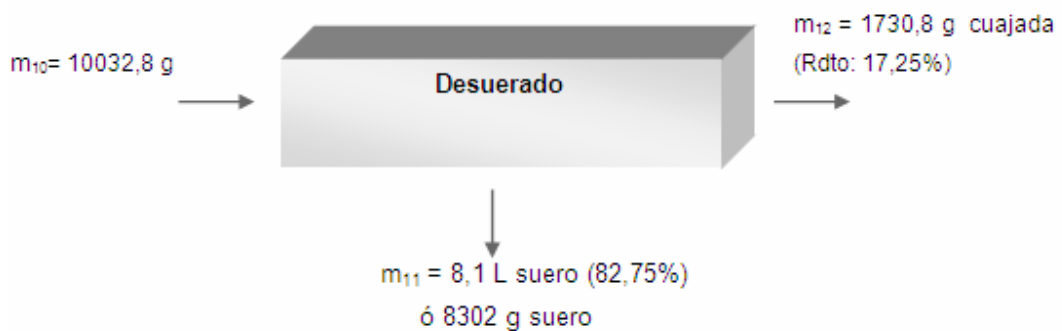 m₁₀= 10032,8 g
Desuerado
m₁₂ = 1730,8 g cuajada
(Rdto: 17,25%)
m₁₁ = 8,1 L suero (82,75%)
ó 8302 g suero